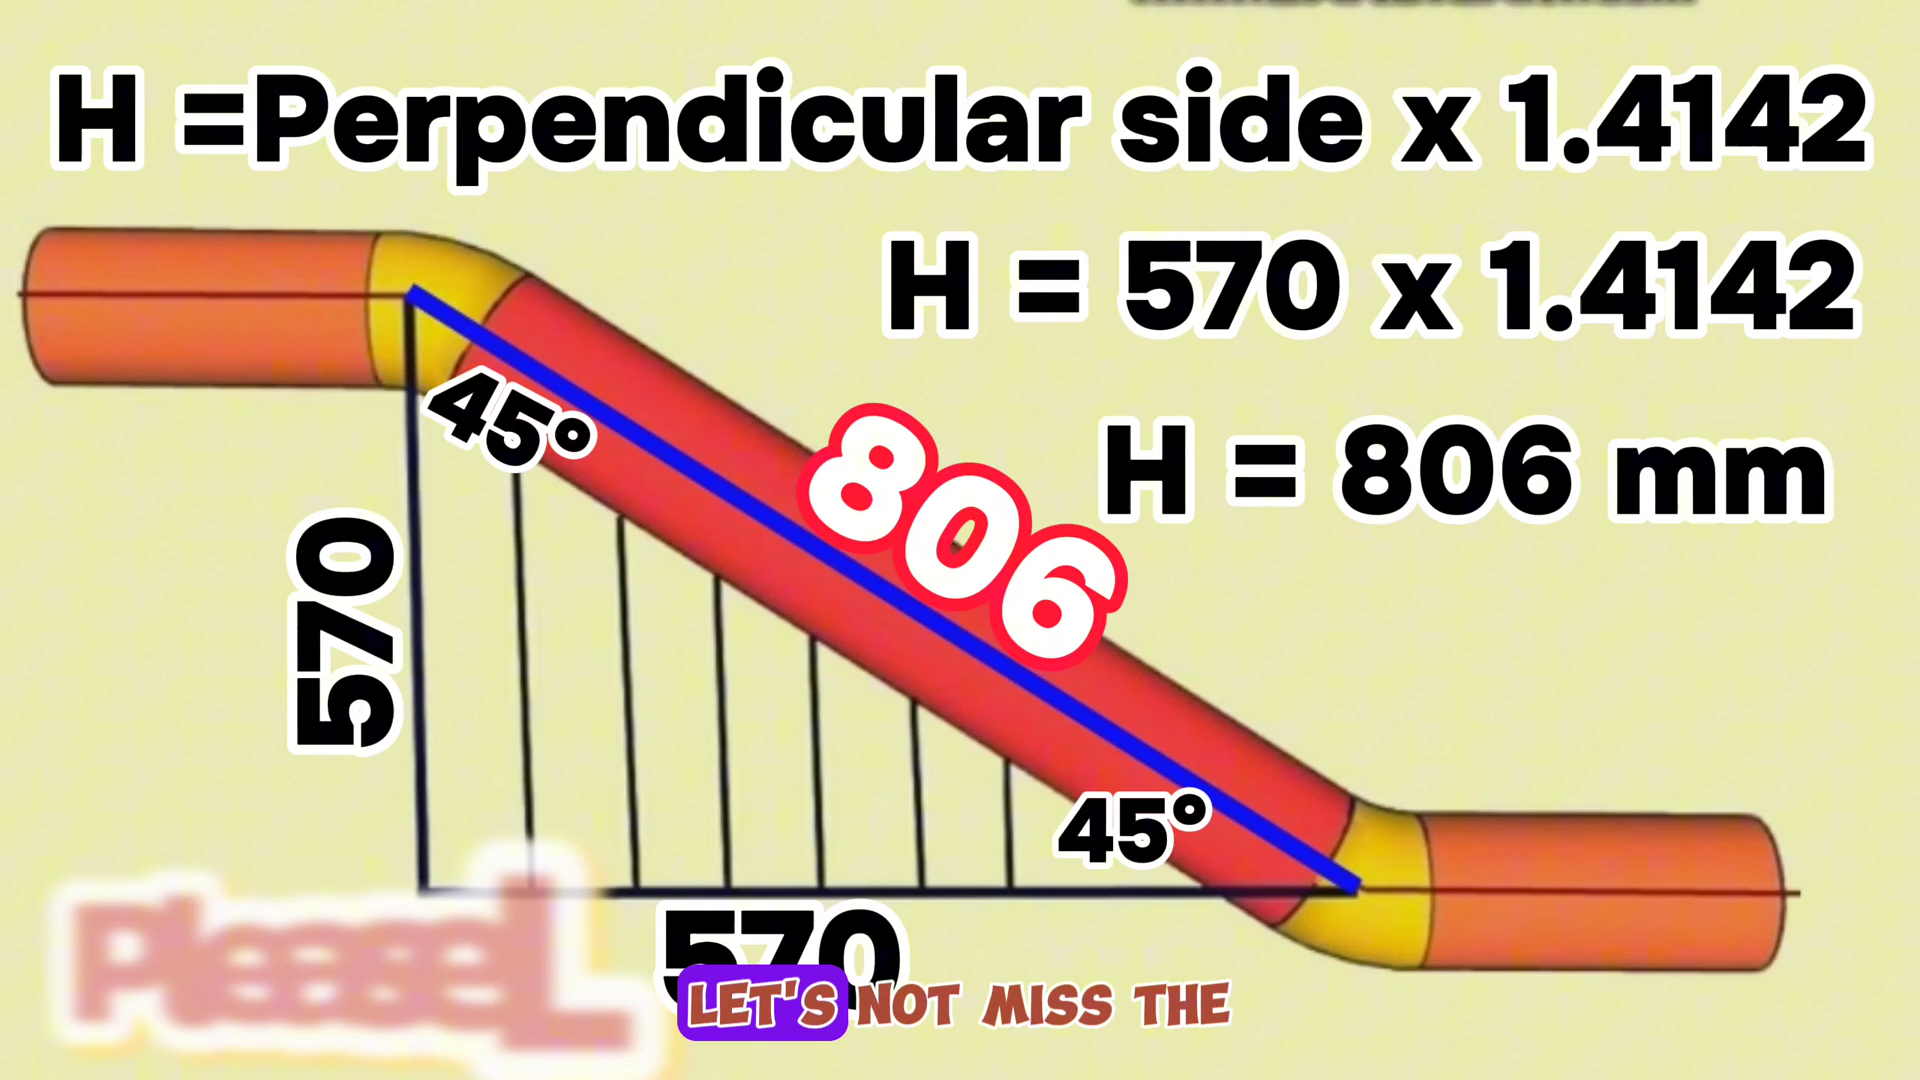 H =Perpendicular side x 1.4142
H = 570 x 1.4142
45°
806
H = 806 mm
570
45°
570
LET'S NOT MISS THE